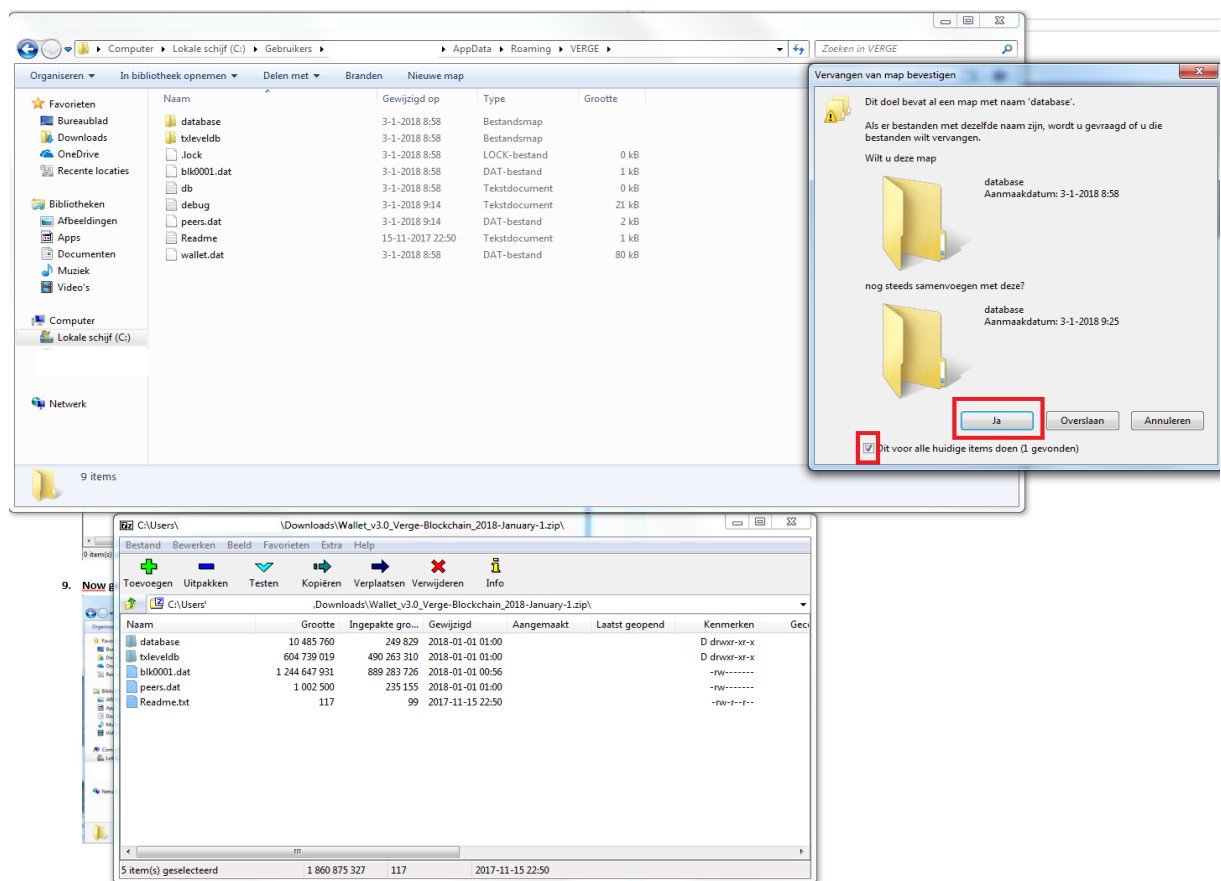 Computer ▸ Lokale schijf (C:) ▸ Gebruikers ▸ ▸ AppData ▸ Roaming ▸ VERGE ▸
Zoeken in VERGE
Organiseren In bibliotheek opnemen Delen met Branden Nieuwe map
Favorieten
Bureaublad
Downloads
OneDrive
Recente locaties
Bibliotheken
Afbeeldingen
Apps
Documenten
Muziek
Video's
Computer
Lokale schijf (C:)
Netwerk
Naam Gewijzigd op Type Grootte
database 3-1-2018 8:58 Bestandsmap
txleveldb 3-1-2018 8:58 Bestandsmap
.lock 3-1-2018 8:58 LOCK-bestand 0 kB
blk0001.dat 3-1-2018 8:58 DAT-bestand 1 kB
db 3-1-2018 8:58 Tekstdocument 0 kB
debug 3-1-2018 9:14 Tekstdocument 21 kB
peers.dat 3-1-2018 9:14 DAT-bestand 2 kB
Readme 15-11-2017 22:50 Tekstdocument 1 kB
wallet.dat 3-1-2018 8:58 DAT-bestand 80 kB
9 items
Vervangen van map bevestigen
Dit doel bevat al een map met naam 'database'.
Als er bestanden met dezelfde naam zijn, wordt u gevraagd of u die
bestanden wilt vervangen.
Wilt u deze map
database
Aanmaakdatum: 3-1-2018 8:58
nog steeds samenvoegen met deze?
database
Aanmaakdatum: 3-1-2018 9:25
Ja Overslaan Annuleren
Dit voor alle huidige items doen (1 gevonden)
0 item(s)
9. Now g
C:\Users\ \Downloads\Wallet_v3.0_Verge-Blockchain_2018-January-1.zip\
Bestand Bewerken Beeld Favorieten Extra Help
Toevoegen Uitpakken Testen Kopiëren Verplaatsen Verwijderen Info
C:\Users' .Downloads\Wallet_v3.0_Verge-Blockchain_2018-January-1.zip\
Naam Grootte Ingepakte gro... Gewijzigd Aangemaakt Laatst geopend Kenmerken Gec
database 10 485 760 249 829 2018-01-01 01:00 D drwxr-xr-x
txleveldb 604 739 019 490 263 310 2018-01-01 01:00 D drwxr-xr-x
blk0001.dat 1 244 647 931 889 283 726 2018-01-01 00:56 -rw-------
peers.dat 1 002 500 235 155 2018-01-01 01:00 -rw-------
Readme.txt 117 99 2017-11-15 22:50 -rw-r--r--
5 item(s) geselecteerd 1 860 875 327 117 2017-11-15 22:50